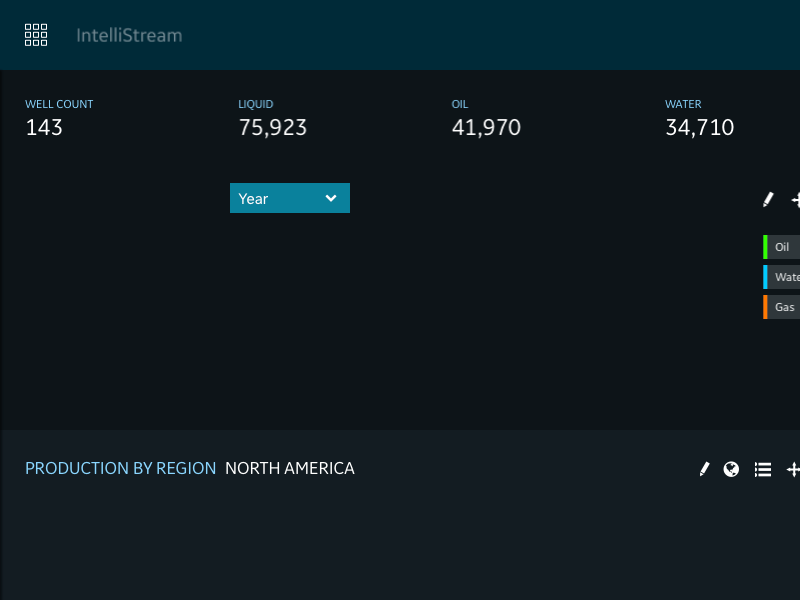 IntelliStream
WELL COUNT
143
LIQUID
75,923
OIL
41,970
WATER
34,710
Year
Oil
Gas
PRODUCTION BY REGION NORTH AMERICA